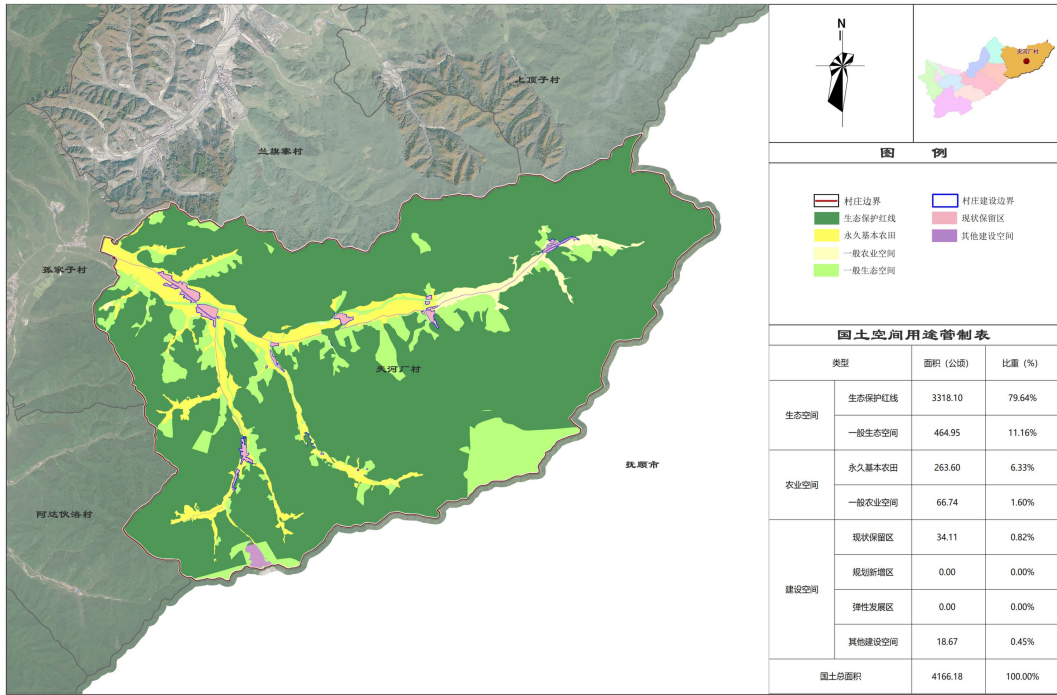 N
夹河厂村
上顶子村
兰旗寨村
孤家子村
夹河厂村
抚顺市
阿达伙洛村
图 例
村庄边界
村庄建设边界
生态保护红线
现状保留区
永久基本农田
其他建设空间
一般农业空间
一般生态空间
国土空间用途管制表
类型 面积（公顷） 比重（%）
生态空间 生态保护红线 3318.10 79.64%
一般生态空间 464.95 11.16%
农业空间 永久基本农田 263.60 6.33%
一般农业空间 66.74 1.60%
建设空间 现状保留区 34.11 0.82%
规划新增区 0.00 0.00%
弹性发展区 0.00 0.00%
其他建设空间 18.67 0.45%
国土总面积 4166.18 100.00%